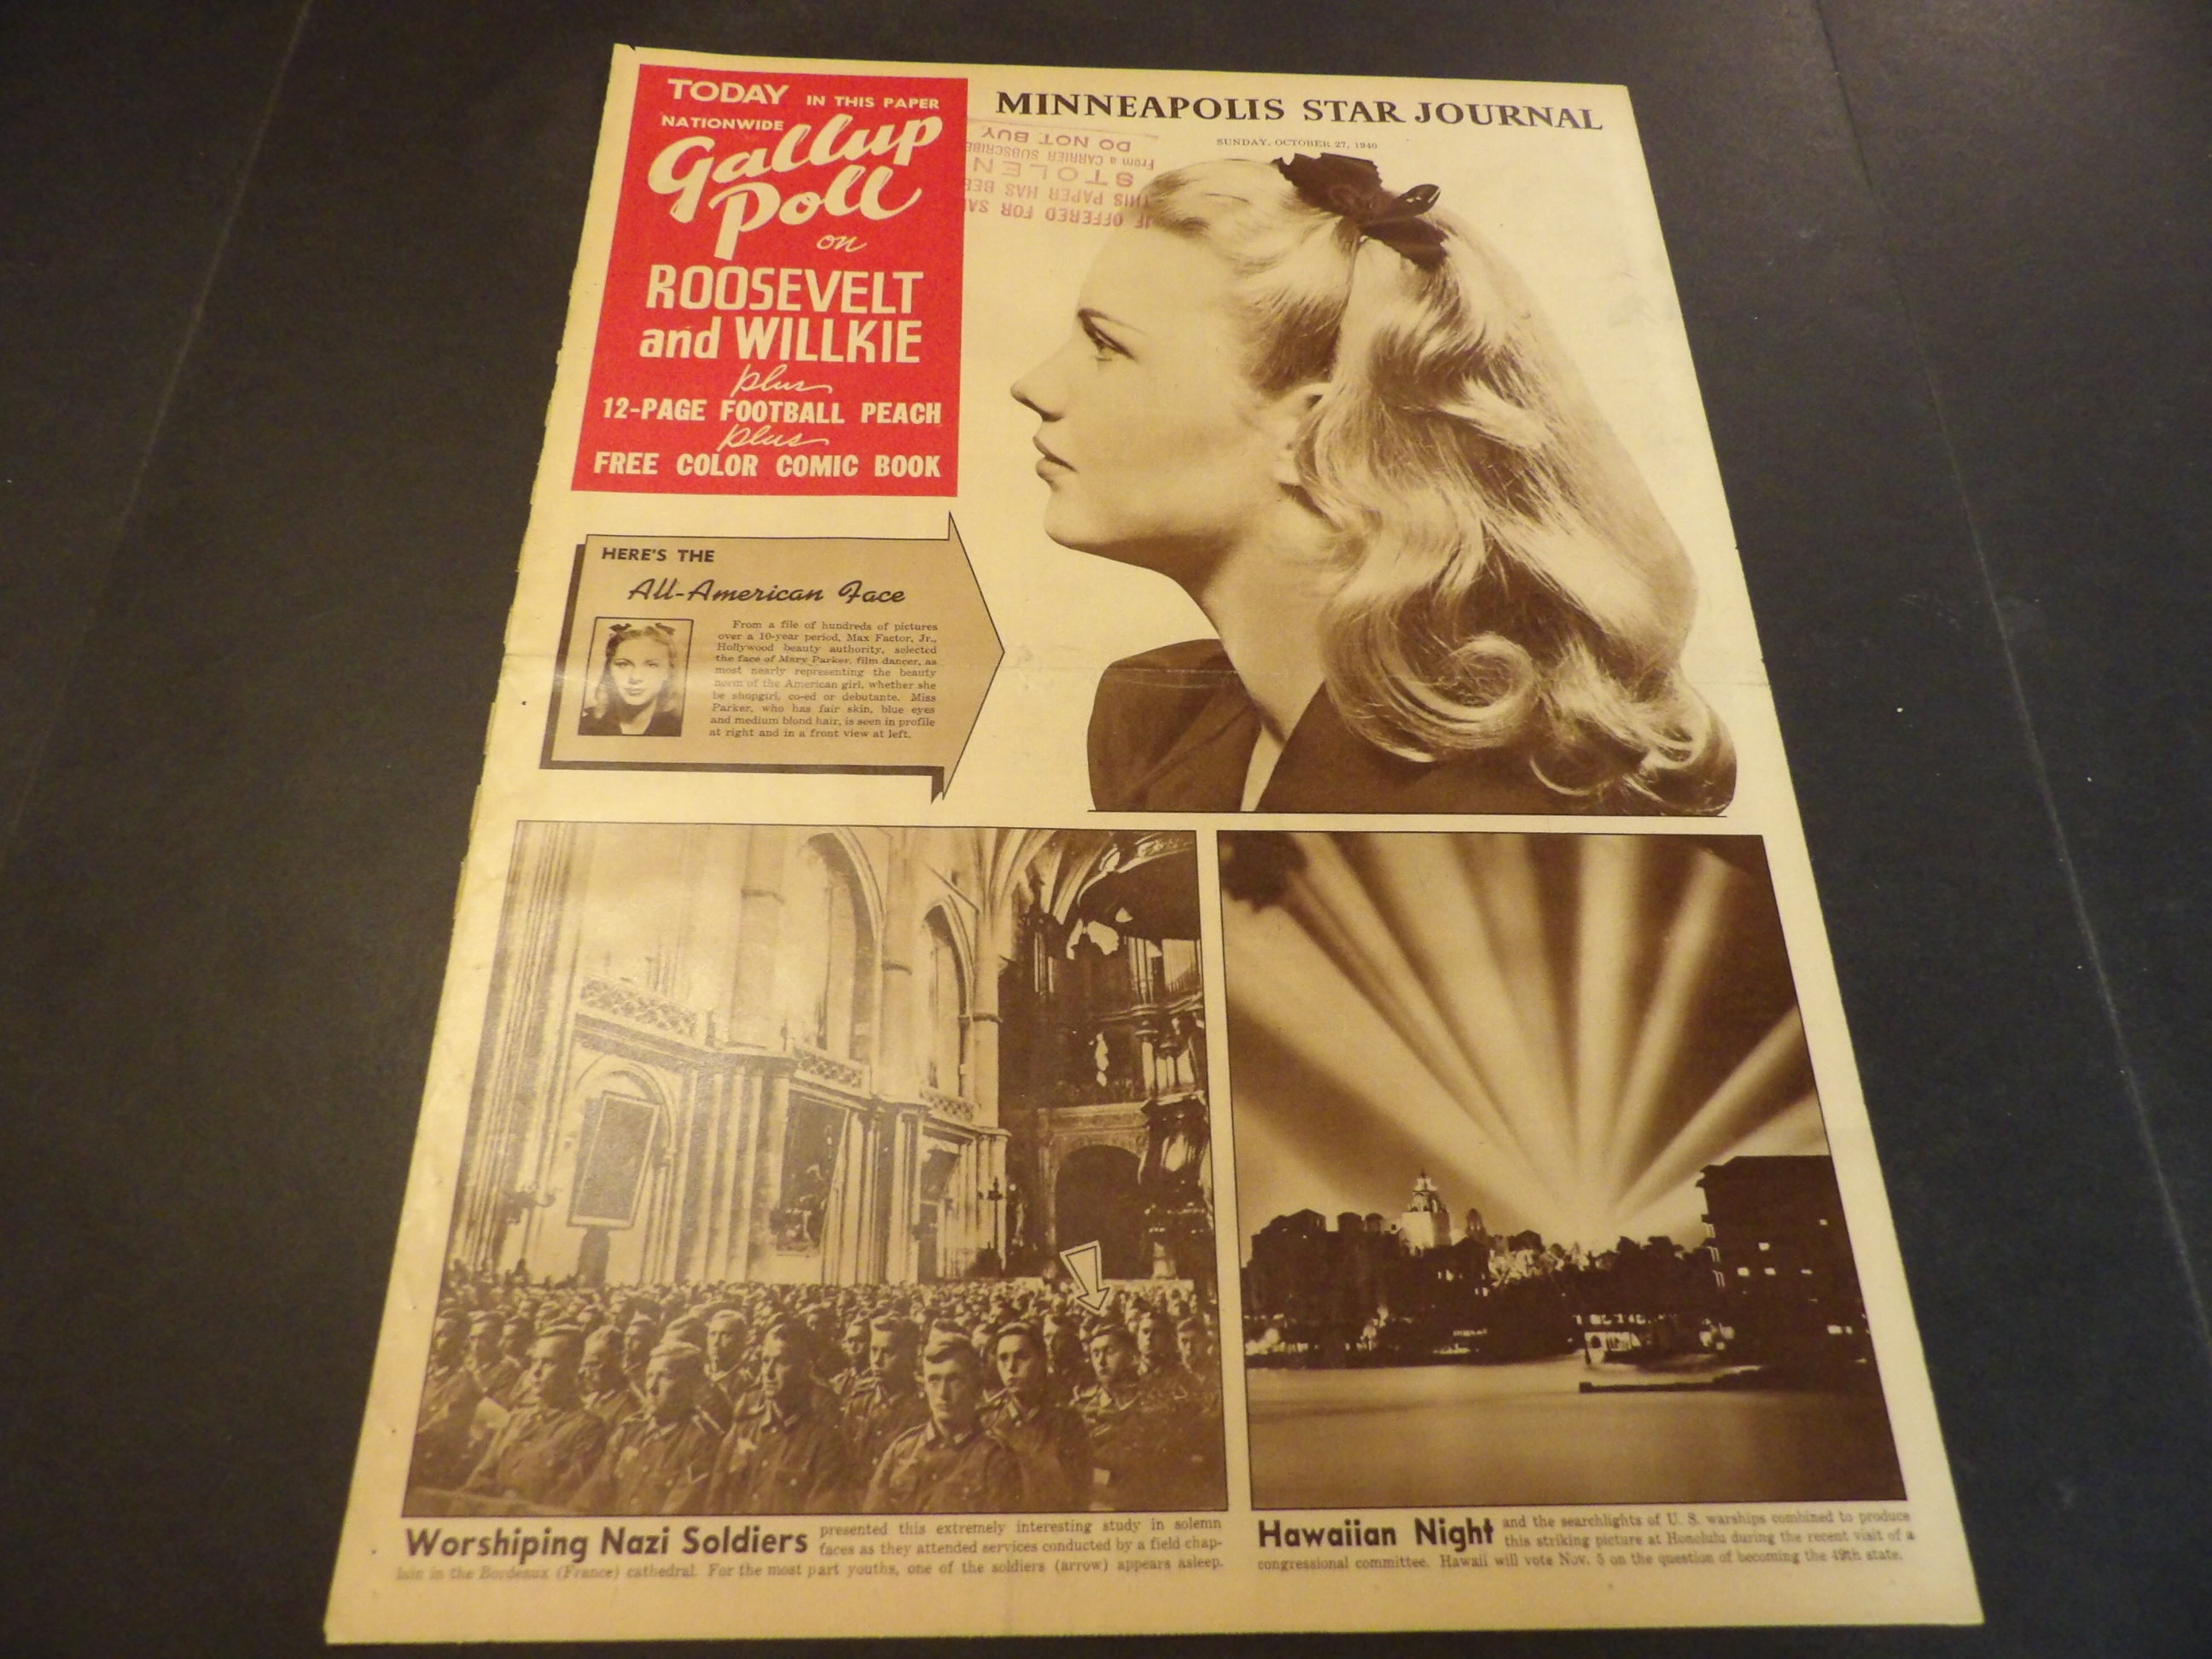 TODAY IN THIS PAPER
NATIONWIDE
Gallup
Poll
on
ROOSEVELT
and WILLKIE
plus
12-PAGE FOOTBALL PEACH
plus
FREE COLOR COMIC BOOK
MINNEAPOLIS STAR JOURNAL
SUNDAY, OCTOBER 27, 1940
IF OFFERED FOR
THIS PAPER HAS
STOLEN
From a CARRIER
DO NOT BUY
HERE'S THE
All-American Face
From a file of hundreds of pictures
over a 10-year period, Max Factor, Jr.,
Hollywood beauty authority, selected
the face of Mary Parker, film dancer, as
most nearly representing the beauty
norm of the American girl, whether she
be shopgirl, co-ed or debutante. Miss
Parker, who has fair skin, blue eyes
and medium blond hair, is seen in profile
at right and in a front view at left.
Worshiping Nazi Soldiers presented this extremely interesting study in solemn
faces as they attended services conducted by a field chap-
lain in the Bordeaux (France) cathedral. For the most part youths, one of the soldiers (arrow) appears asleep.
Hawaiian Night and the searchlights of U. S. warships combined to produce
this striking picture at Honolulu during the recent visit of a
congressional committee. Hawaii will vote Nov. 5 on the question of becoming the 49th state.